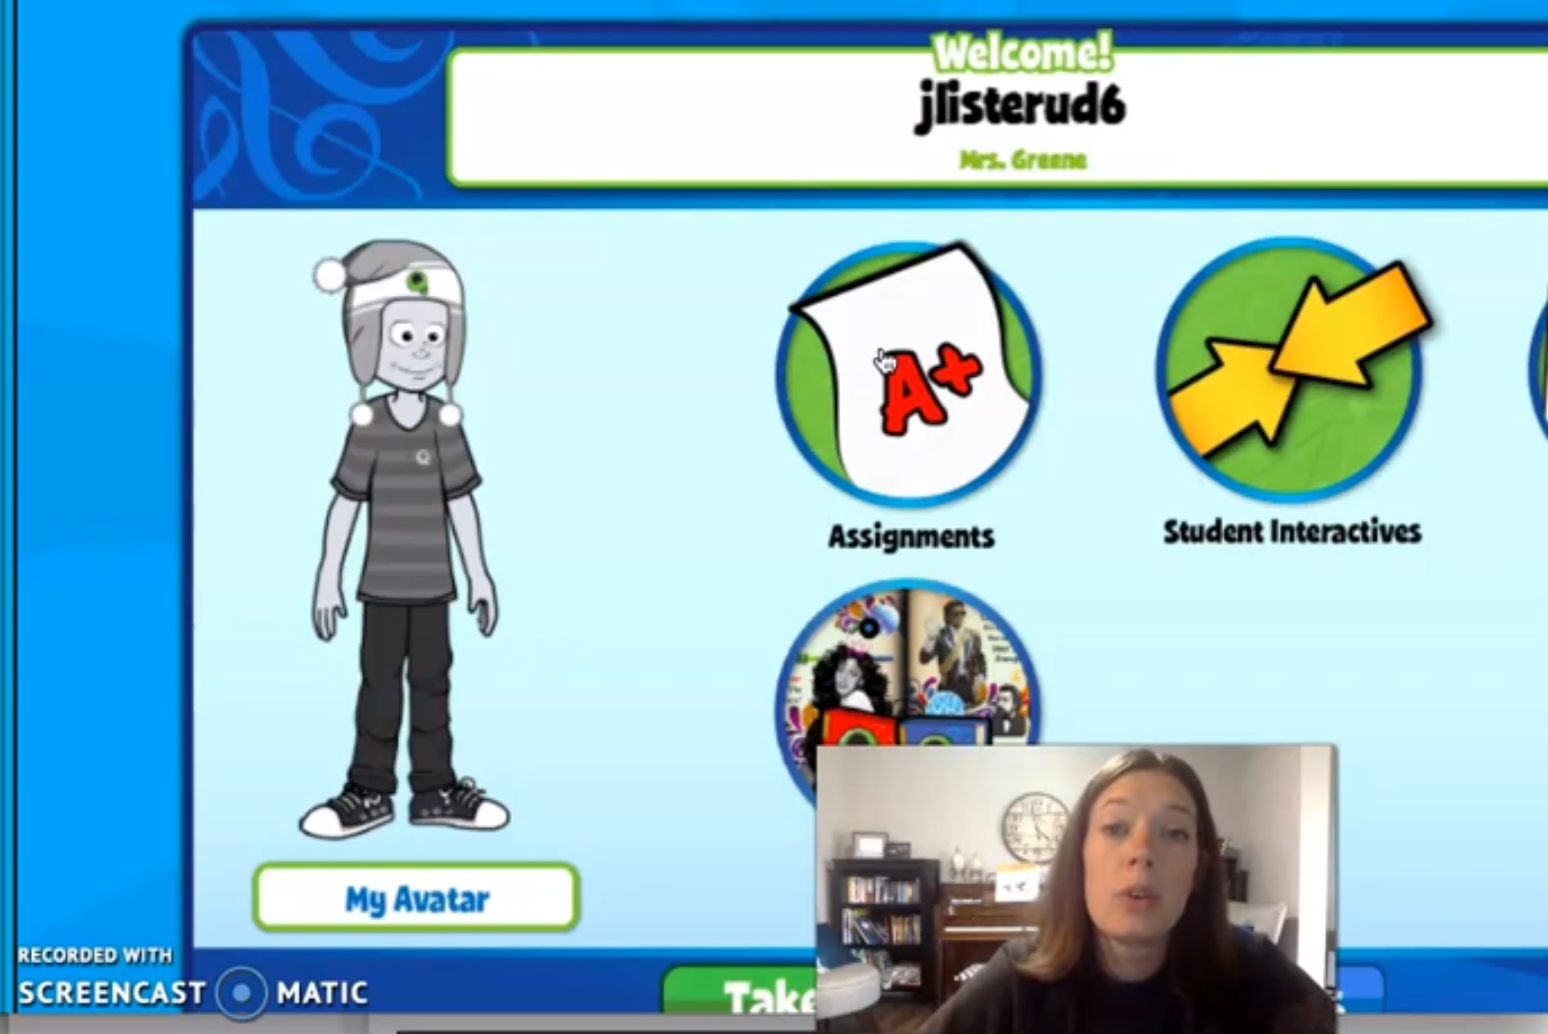 Welcome!
jlisterud6
Mrs. Greene
A+
Q
Assignments
Student Interactives
My Avatar
RECORDED WITH
SCREENCAST MATIC
Take